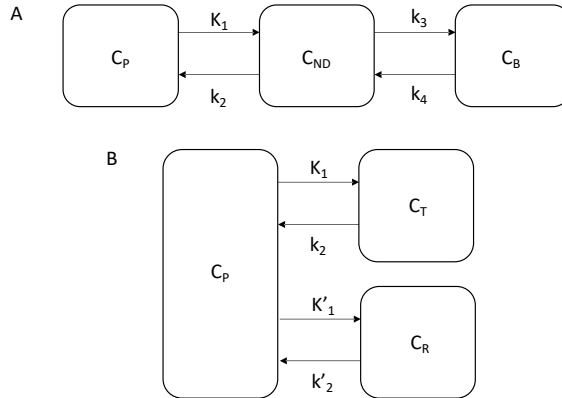 A
C_P K_1 C_ND k_3 C_B
k_2 k_4
B
K_1 C_T
k_2
C_P
K'_1 C_R
k'_2